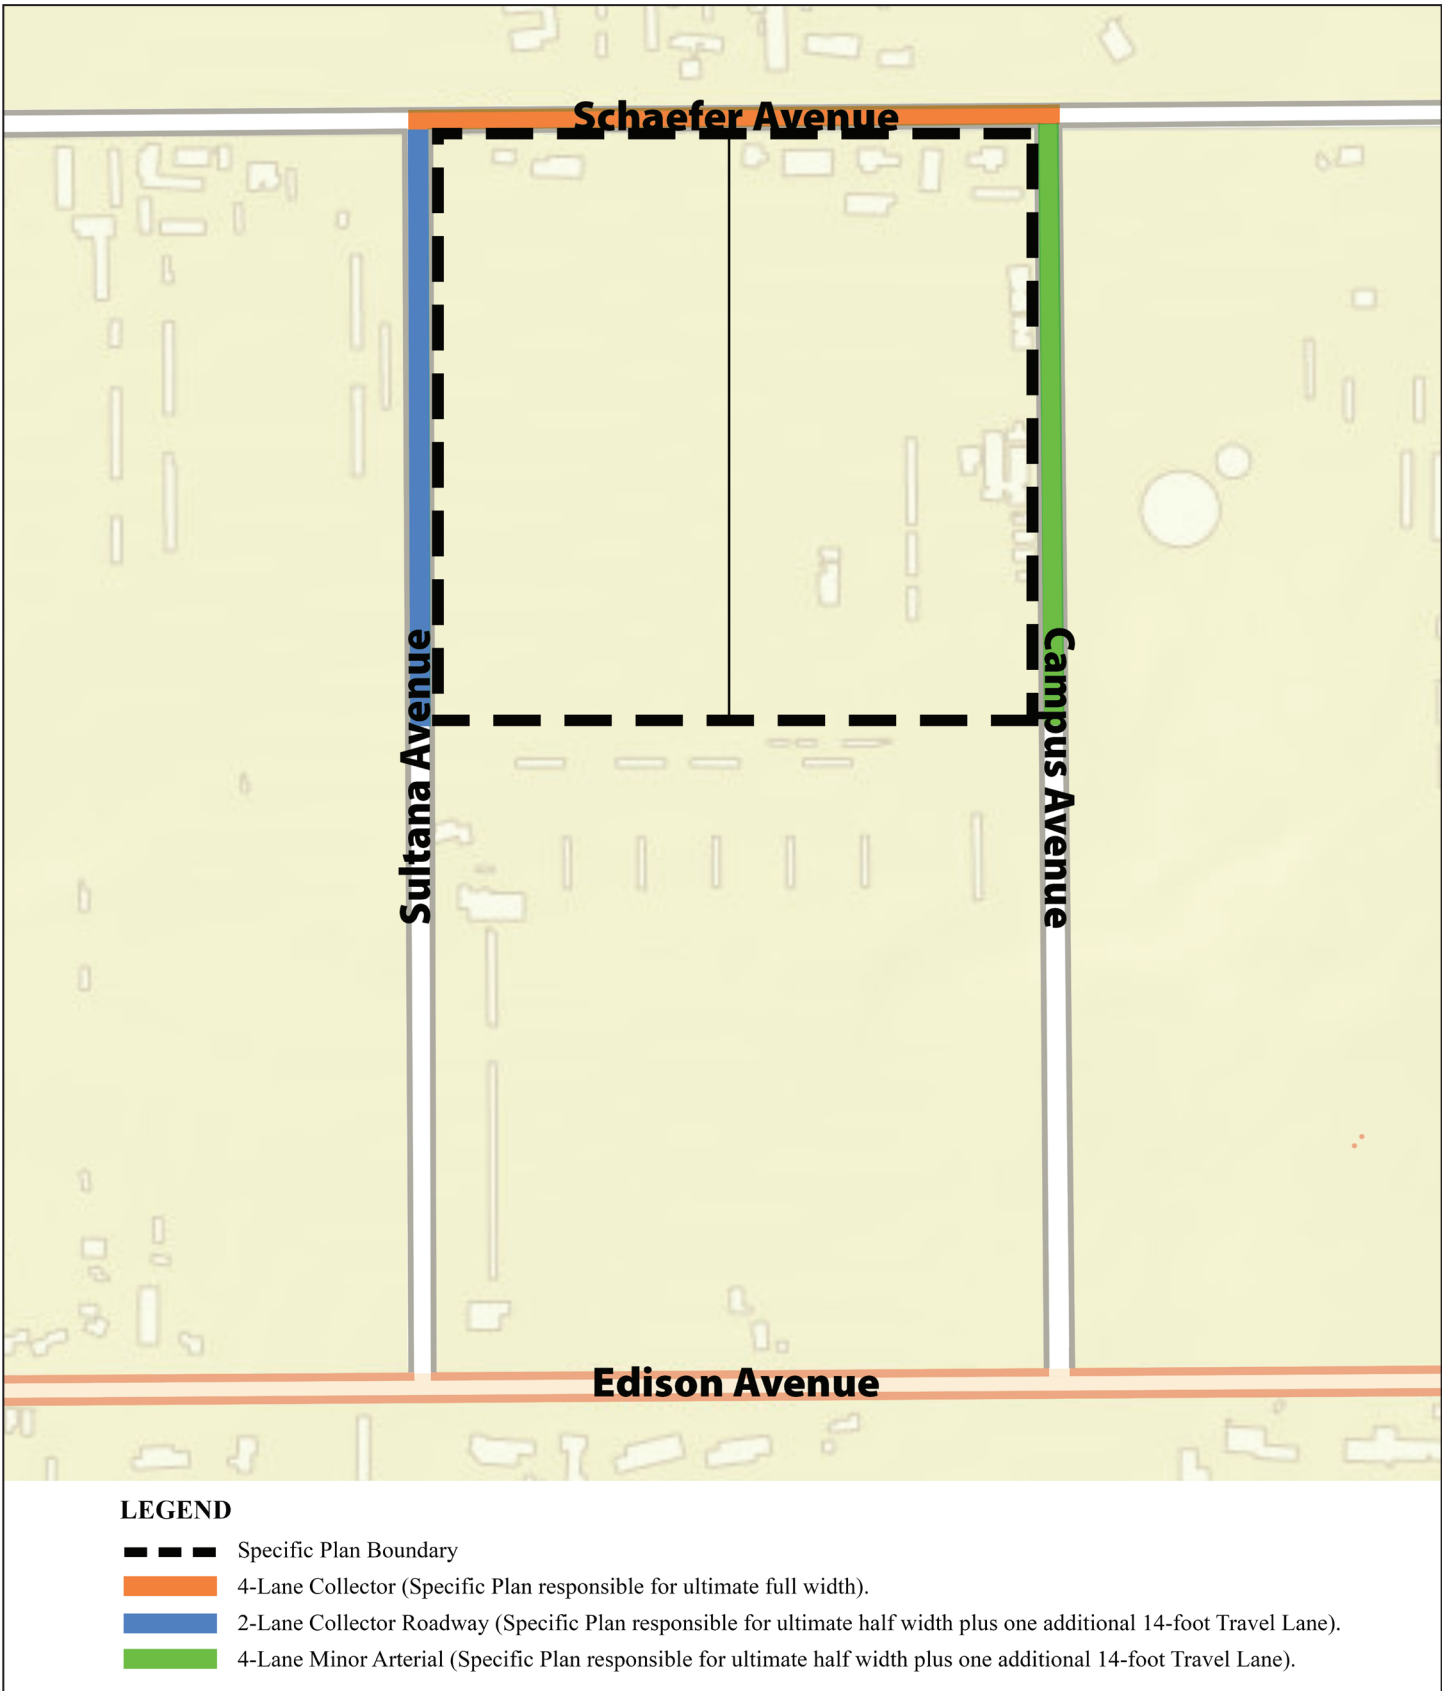 Schaefer Avenue
Sultana Avenue
Campus Avenue
Edison Avenue
LEGEND
Specific Plan Boundary
4-Lane Collector (Specific Plan responsible for ultimate full width).
2-Lane Collector Roadway (Specific Plan responsible for ultimate half width plus one additional 14-foot Travel Lane).
4-Lane Minor Arterial (Specific Plan responsible for ultimate half width plus one additional 14-foot Travel Lane).